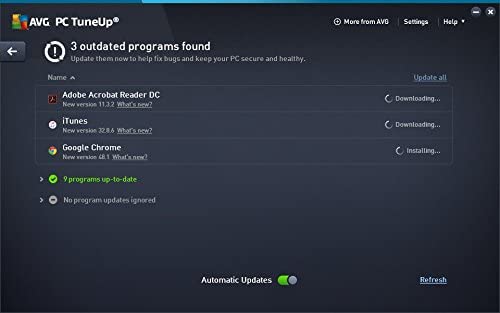 AVG PC TuneUp®
More from AVG
Settings
Help
3 outdated programs found
Update them now to help fix bugs and keep your PC secure and healthy.
Name
Update all
Adobe Acrobat Reader DC
New version 11.3.2 What's new?
Downloading...
iTunes
New version 32.8.6 What's new?
Downloading...
Google Chrome
New version 48.1 What's new?
Installing...
9 programs up-to-date
No program updates ignored
Automatic Updates
Refresh